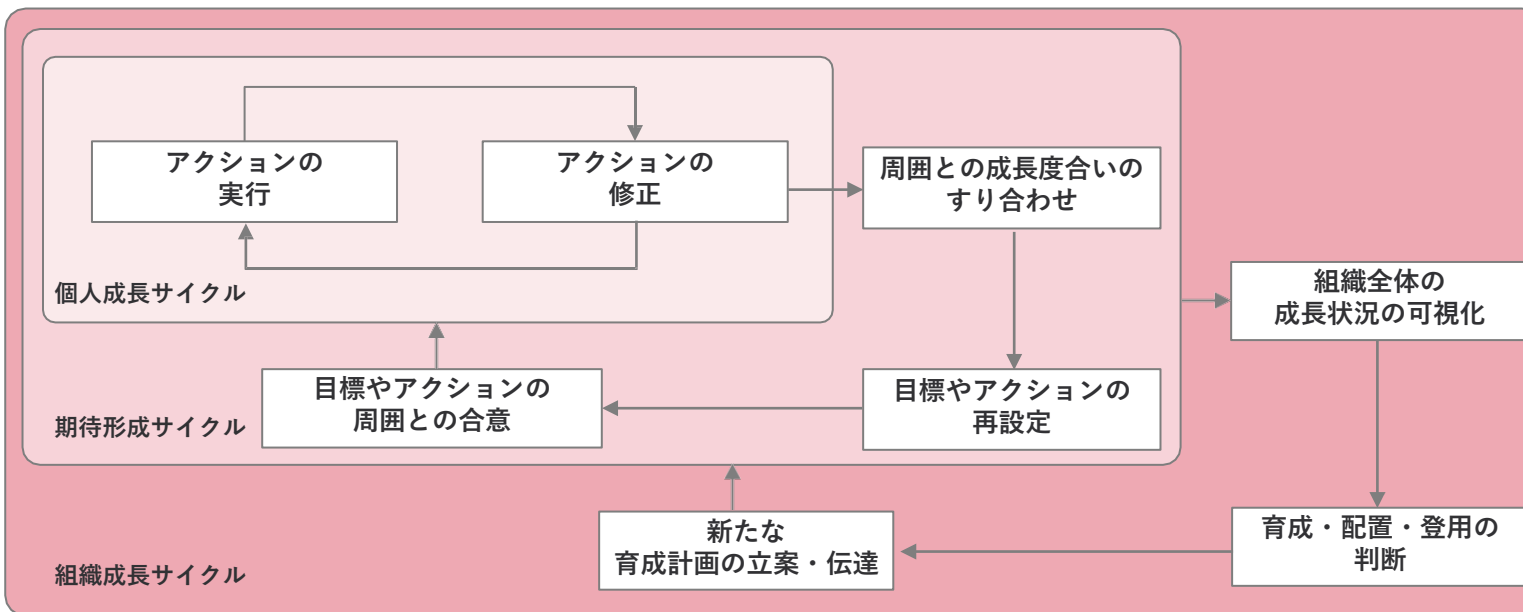 アクションの
実行
アクションの
修正
周囲との成長度合いの
すり合わせ
個人成長サイクル
組織全体の
成長状況の可視化
目標やアクションの
周囲との合意
目標やアクションの
再設定
期待形成サイクル
新たな
育成計画の立案・伝達
育成・配置・登用の
判断
組織成長サイクル